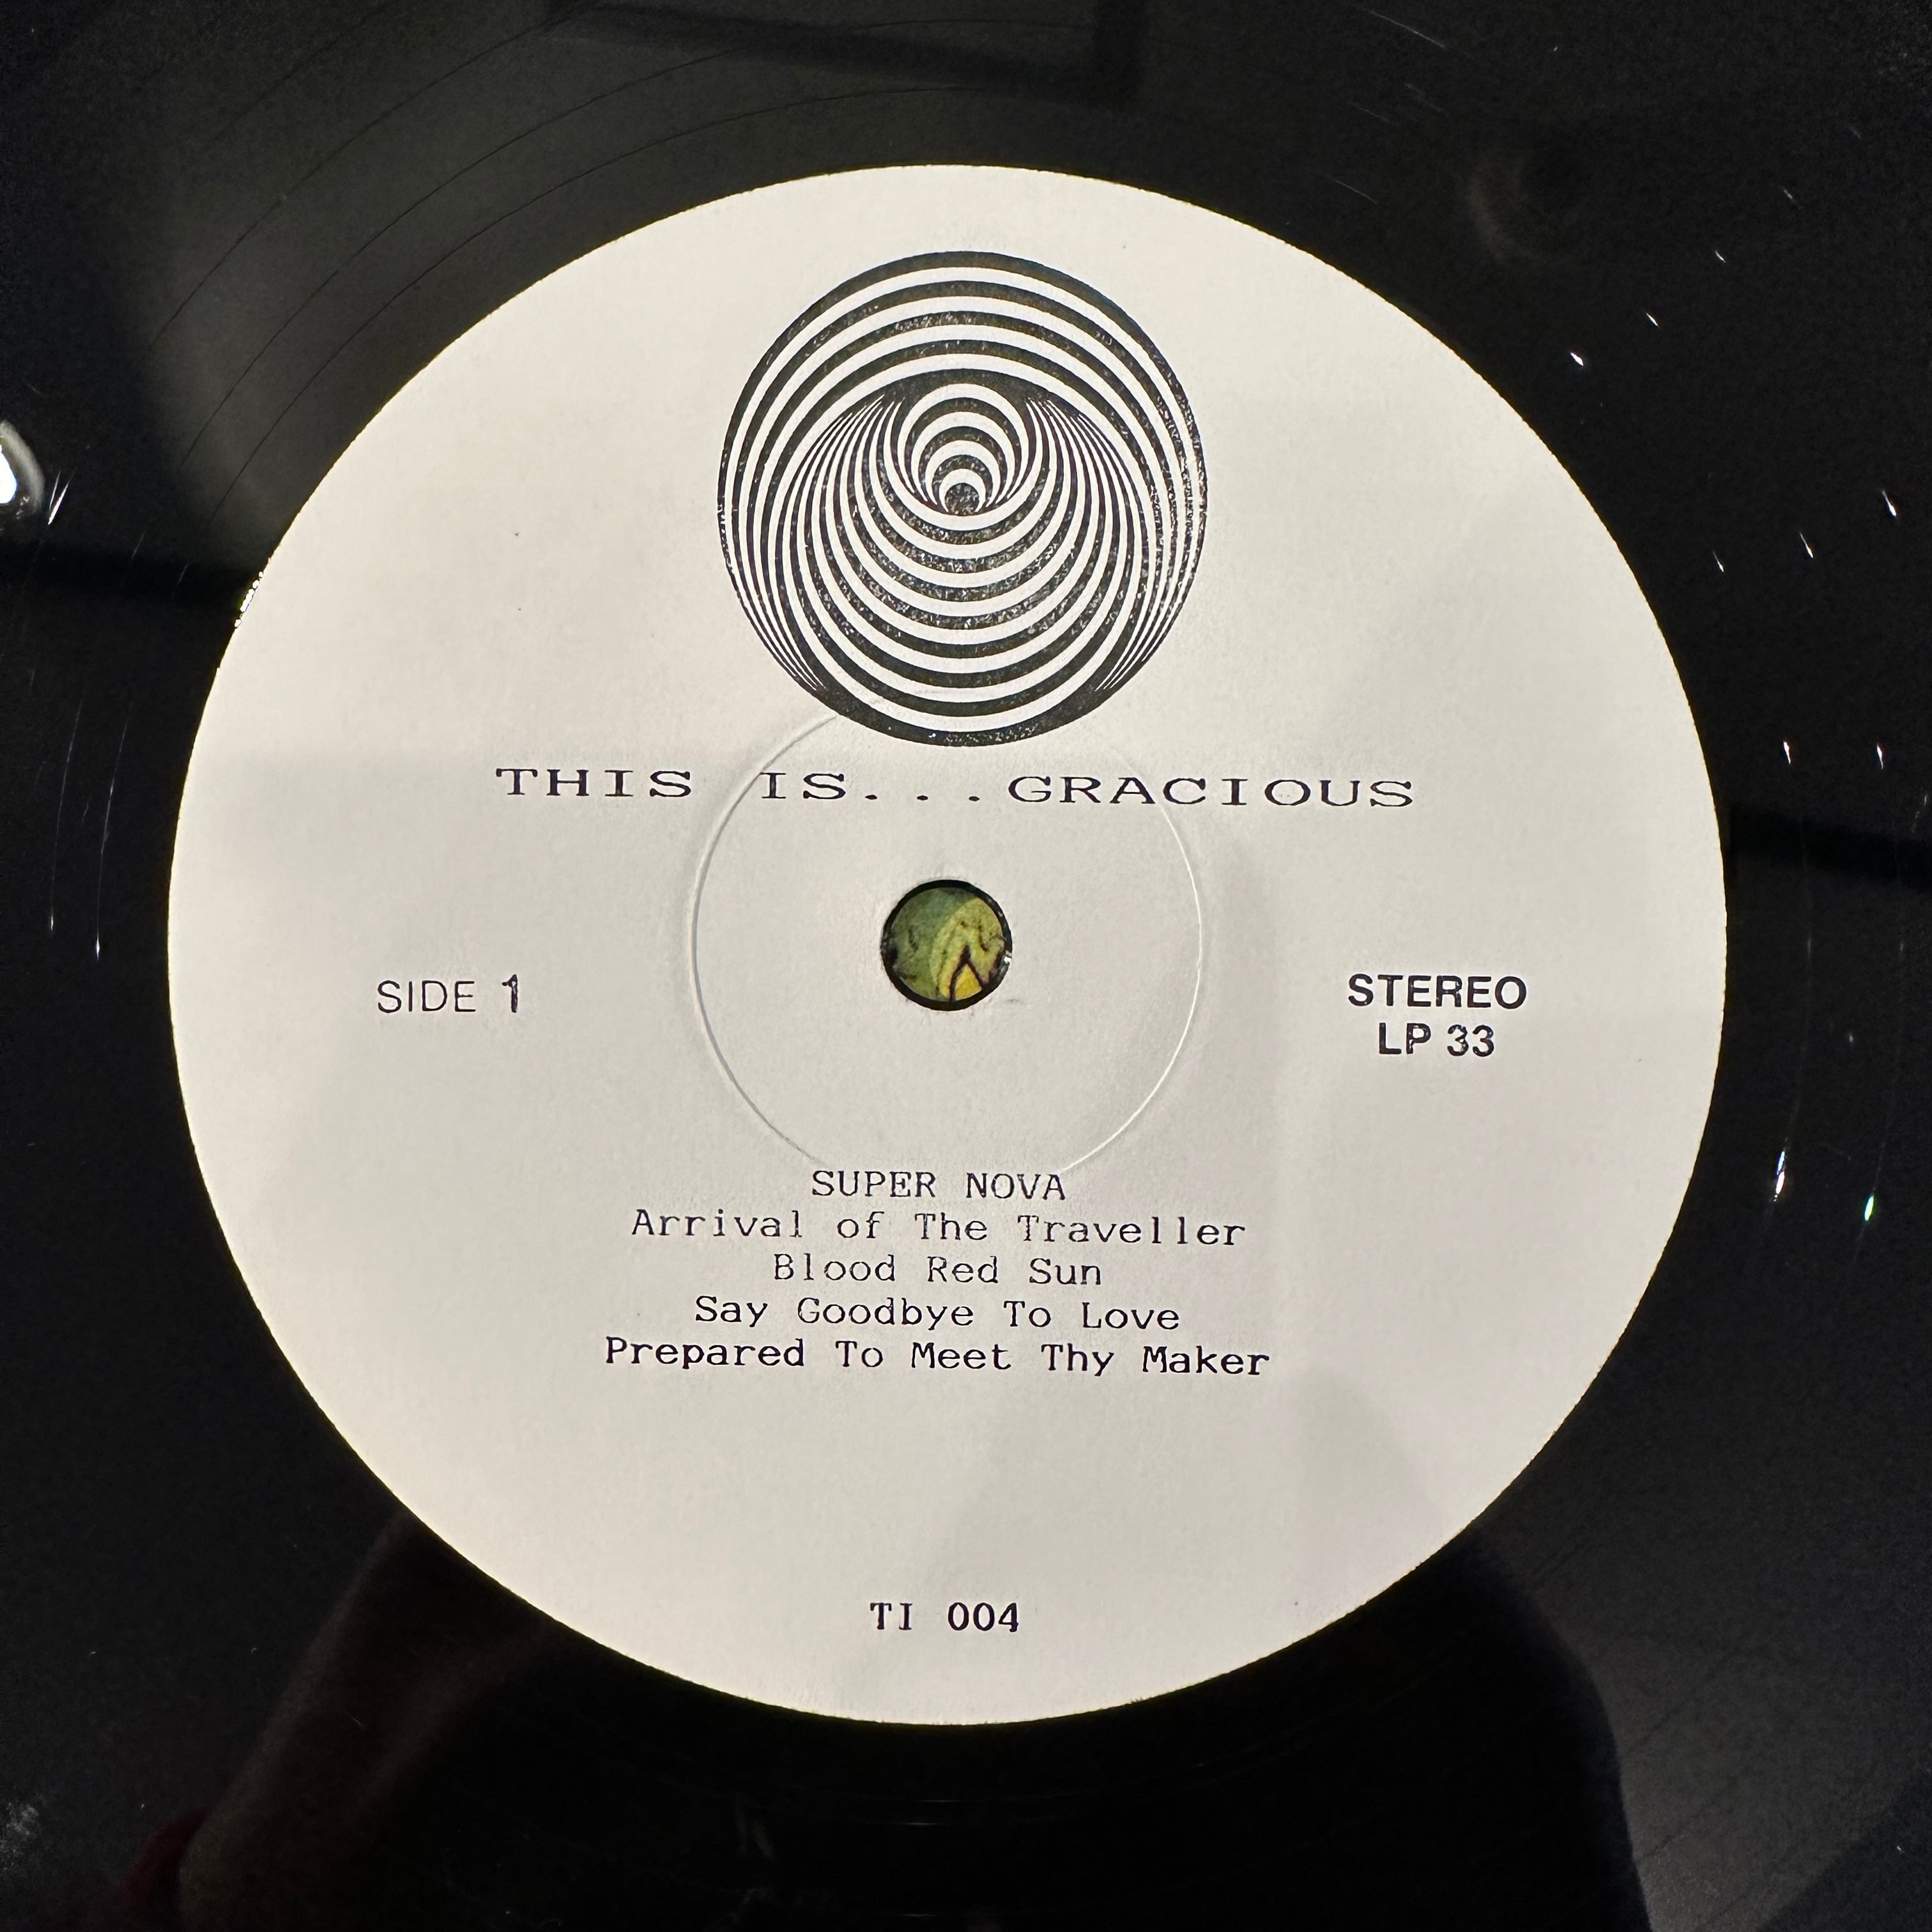 THIS IS...GRACIOUS
SIDE 1
STEREO
LP 33
SUPER NOVA
Arrival of The Traveller
Blood Red Sun
Say Goodbye To Love
Prepared To Meet Thy Maker
TI 004